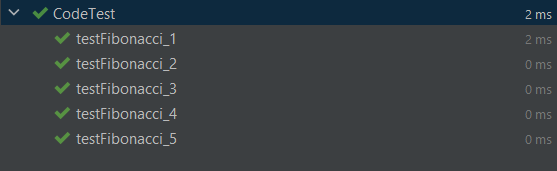 CodeTest 2 ms
testFibonacci_1 2 ms
testFibonacci_2 0 ms
testFibonacci_3 0 ms
testFibonacci_4 0 ms
testFibonacci_5 0 ms